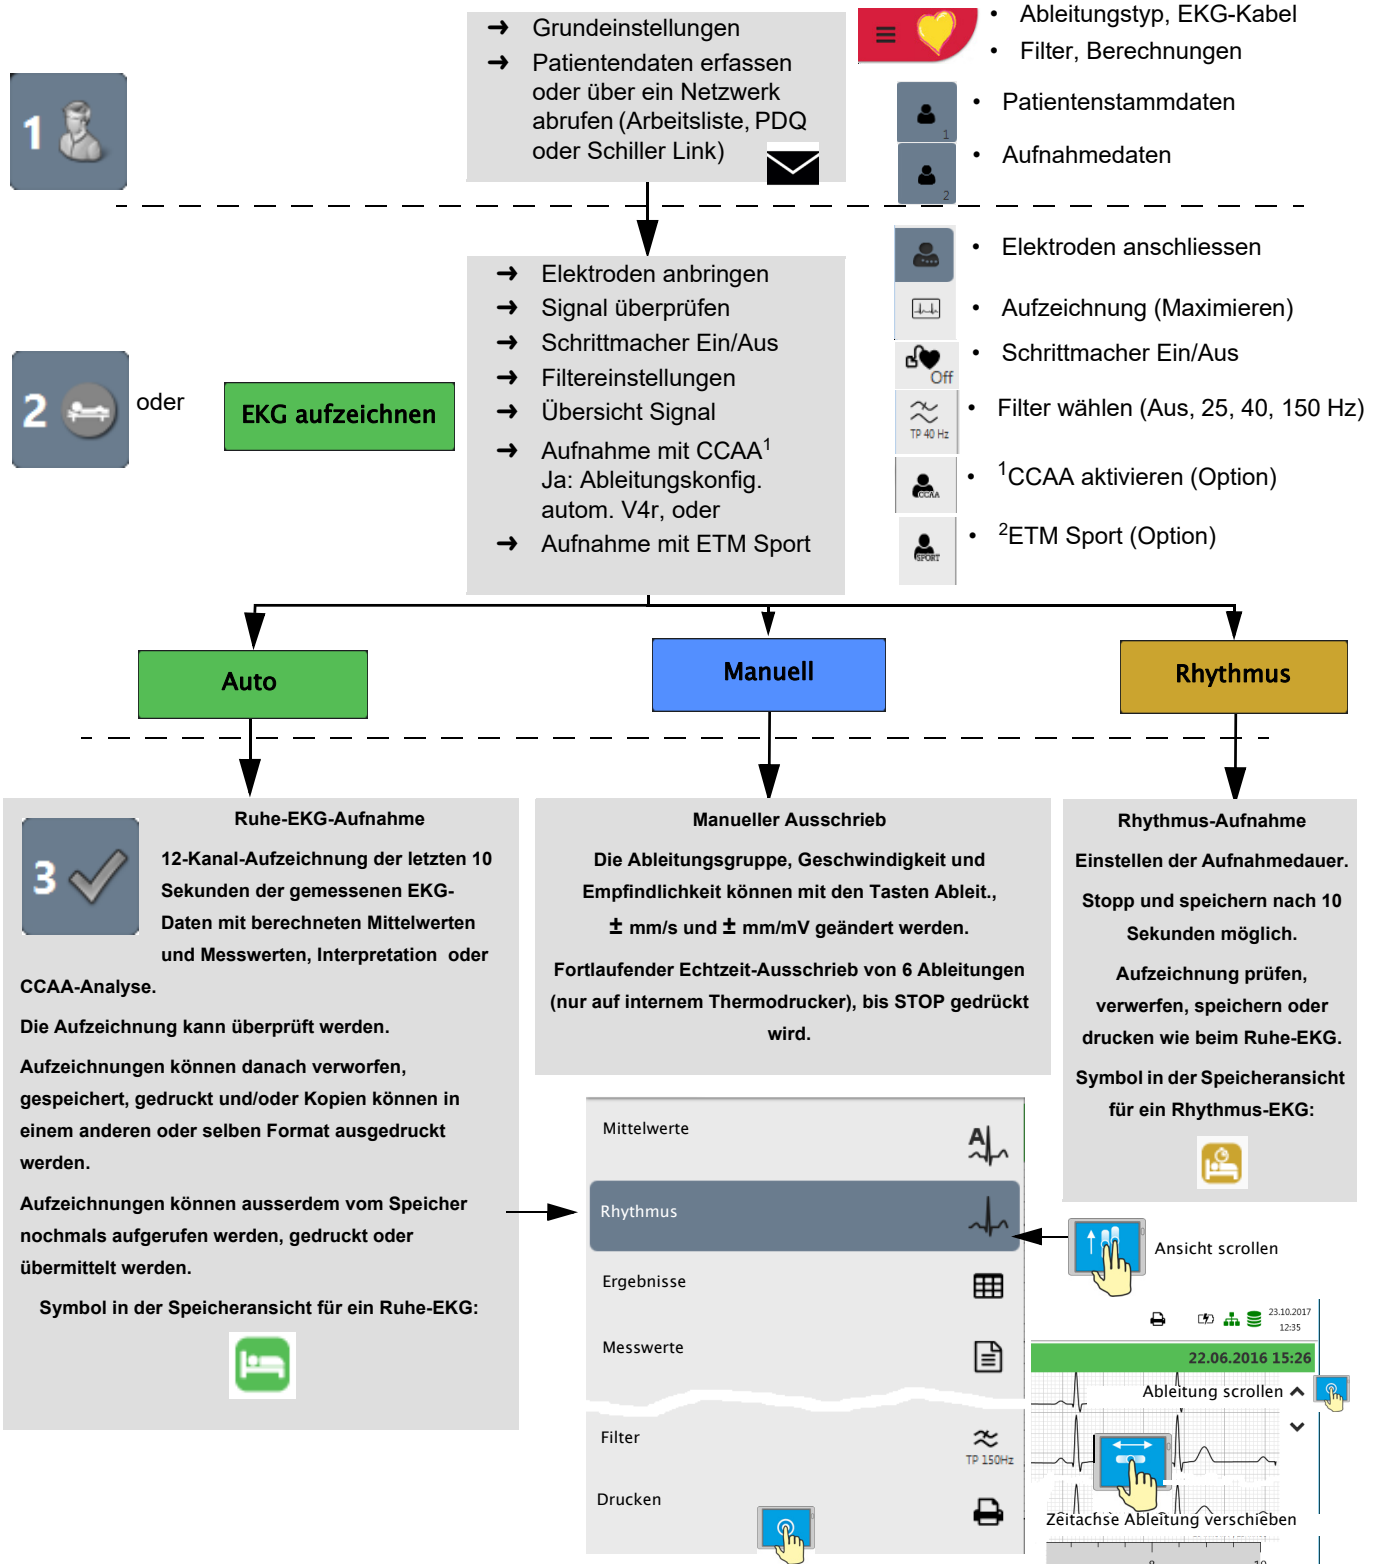 ➔ Grundeinstellungen
➔ Patientendaten erfassen
oder über ein Netzwerk
abrufen (Arbeitsliste, PDQ
oder Schiller Link)
• Ableitungstyp, EKG-Kabel
• Filter, Berechnungen
1
• Patientenstammdaten
1
• Aufnahmedaten
2
➔ Elektroden anbringen
➔ Signal überprüfen
➔ Schrittmacher Ein/Aus
➔ Filtereinstellungen
➔ Übersicht Signal
➔ Aufnahme mit CCAA1
Ja: Ableitungskonfig.
autom. V4r, oder
➔ Aufnahme mit ETM Sport
2
oder
EKG aufzeichnen
• Elektroden anschliessen
• Aufzeichnung (Maximieren)
• Schrittmacher Ein/Aus
Off
• Filter wählen (Aus, 25, 40, 150 Hz)
TP 40 Hz
• 1CCAA aktivieren (Option)
CCAA
• 2ETM Sport (Option)
SPORT
Auto
Manuell
Rhythmus
3
Ruhe-EKG-Aufnahme
12-Kanal-Aufzeichnung der letzten 10
Sekunden der gemessenen EKG-
Daten mit berechneten Mittelwerten
und Messwerten, Interpretation oder
CCAA-Analyse.
Die Aufzeichnung kann überprüft werden.
Aufzeichnungen können danach verworfen,
gespeichert, gedruckt und/oder Kopien können in
einem anderen oder selben Format ausgedruckt
werden.
Aufzeichnungen können ausserdem vom Speicher
nochmals aufgerufen werden, gedruckt oder
übermittelt werden.
Symbol in der Speicheransicht für ein Ruhe-EKG:
Manueller Ausschrieb
Die Ableitungsgruppe, Geschwindigkeit und
Empfindlichkeit können mit den Tasten Ableit.,
± mm/s und ± mm/mV geändert werden.
Fortlaufender Echtzeit-Ausschrieb von 6 Ableitungen
(nur auf internem Thermodrucker), bis STOP gedrückt
wird.
Rhythmus-Aufnahme
Einstellen der Aufnahmedauer.
Stopp und speichern nach 10
Sekunden möglich.
Aufzeichnung prüfen,
verwerfen, speichern oder
drucken wie beim Ruhe-EKG.
Symbol in der Speicheransicht
für ein Rhythmus-EKG:
Mittelwerte
A
Rhythmus
Ergebnisse
Messwerte
Filter
TP 150Hz
Drucken
Ansicht scrollen
23.10.2017
12:35
22.06.2016 15:26
Ableitung scrollen
Zeitachse Ableitung verschieben